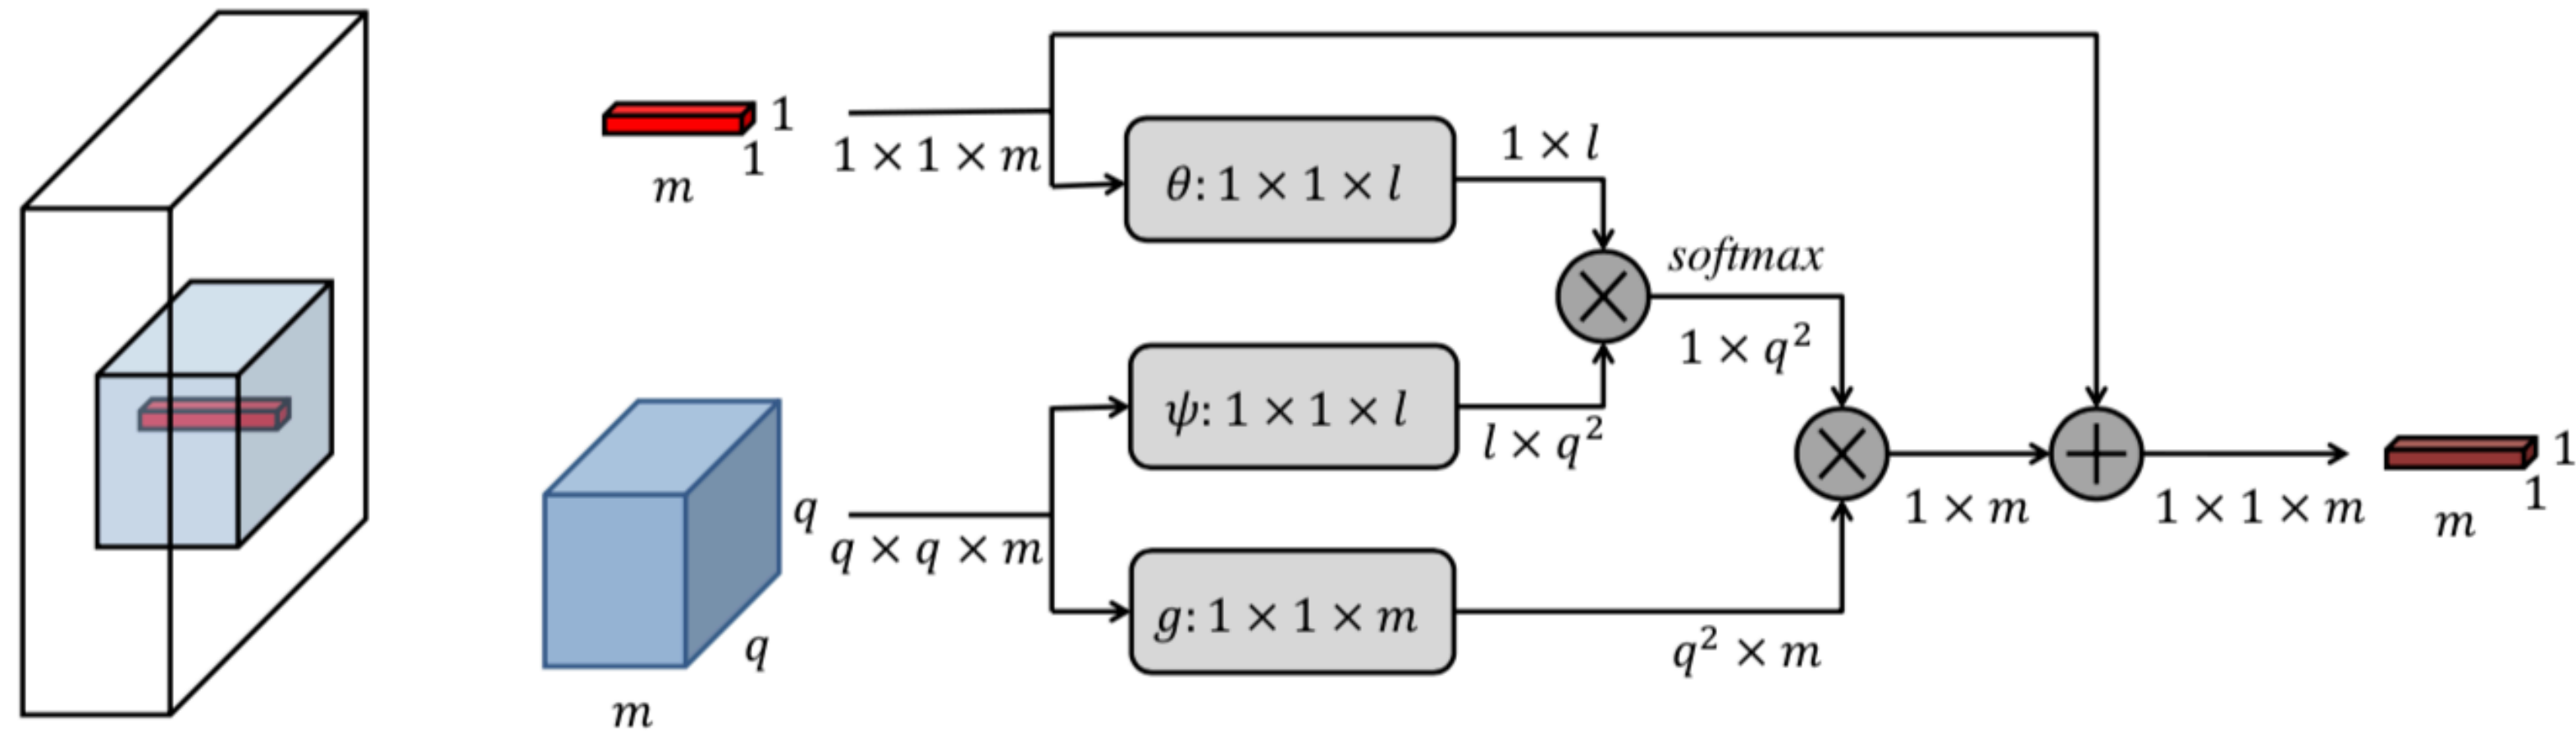 1
1
m
1 × 1 × m
θ: 1 × 1 × l
1 × l
softmax
1 × q²
ψ: 1 × 1 × l
l × q²
q
q
m
q × q × m
g: 1 × 1 × m
q² × m
1 × m
1 × 1 × m
1
1
m